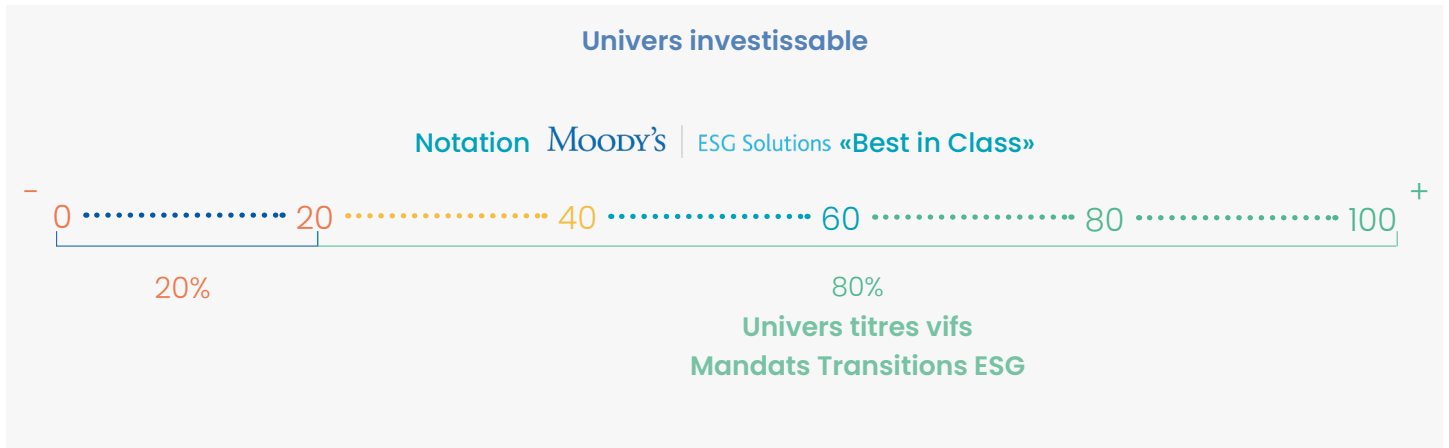 Univers investissable
Notation MOODY'S | ESG Solutions «Best in Class»
– +
0 20 40 60 80 100
20% 80%
Univers titres vifs
Mandats Transitions ESG